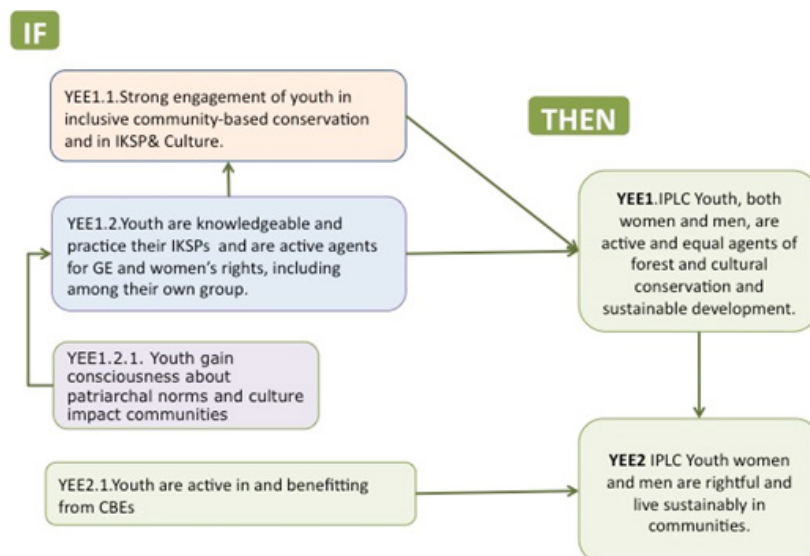 IF
YEE1.1.Strong engagement of youth in
inclusive community-based conservation
and in IKSP& Culture.
THEN
YEE1.2.Youth are knowledgeable and
practice their IKSPs and are active agents
for GE and women's rights, including
among their own group.
YEE1.IPLC Youth, both
women and men, are
active and equal agents of
forest and cultural
conservation and
sustainable development.
YEE1.2.1. Youth gain
consciousness about
patriarchal norms and culture
impact communities
YEE2.1.Youth are active in and benefitting
from CBEs
YEE2 IPLC Youth women
and men are rightful and
live sustainably in
communities.